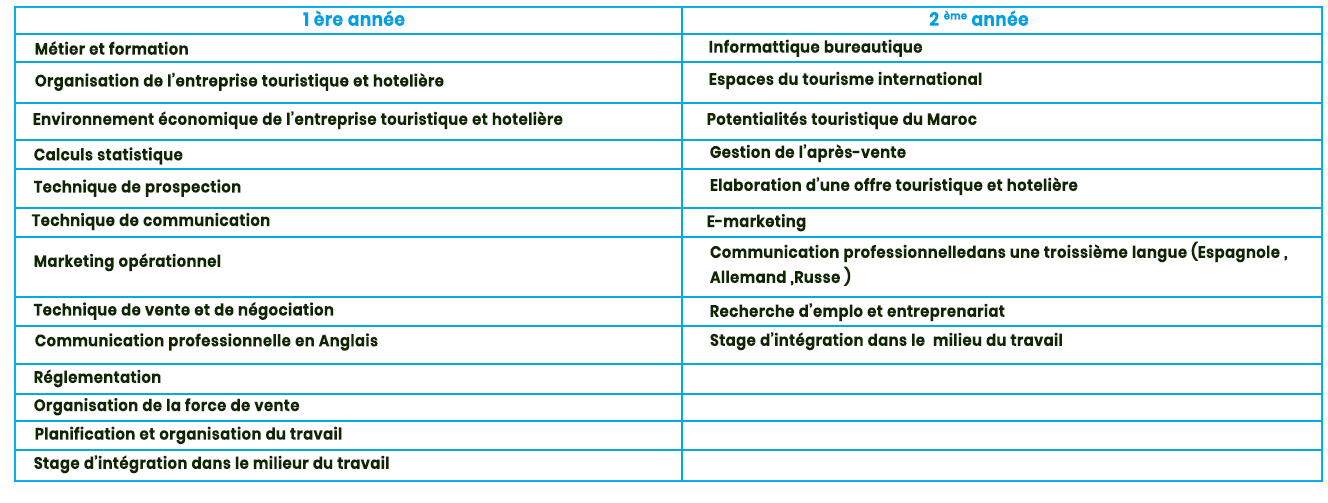 1 ère année
2 ème année
Métier et formation
Informattique bureautique
Organisation de l'entreprise touristique et hotelière
Espaces du tourisme international
Environnement économique de l'entreprise touristique et hotelière
Potentialités touristique du Maroc
Calculs statistique
Gestion de l'après-vente
Technique de prospection
Elaboration d'une offre touristique et hotelière
Technique de communication
E-marketing
Marketing opérationnel
Communication professionnelledans une troissième langue (Espagnole ,
Allemand ,Russe )
Technique de vente et de négociation
Recherche d'emplo et entreprenariat
Communication professionnelle en Anglais
Stage d'intégration dans le milieu du travail
Réglementation
Organisation de la force de vente
Planification et organisation du travail
Stage d'intégration dans le milieur du travail